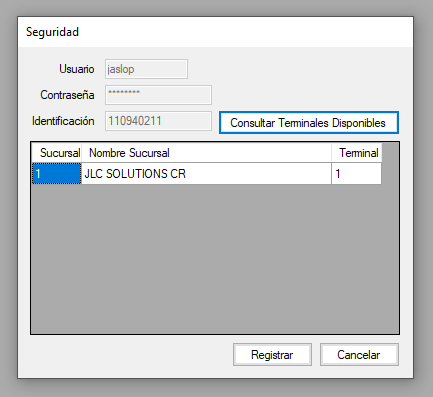 Seguridad
Usuario jaslop
Contraseña ********
Identificación 110940211 Consultar Terminales Disponibles
Sucursal Nombre Sucursal Terminal
1 JLC SOLUTIONS CR 1
Registrar Cancelar